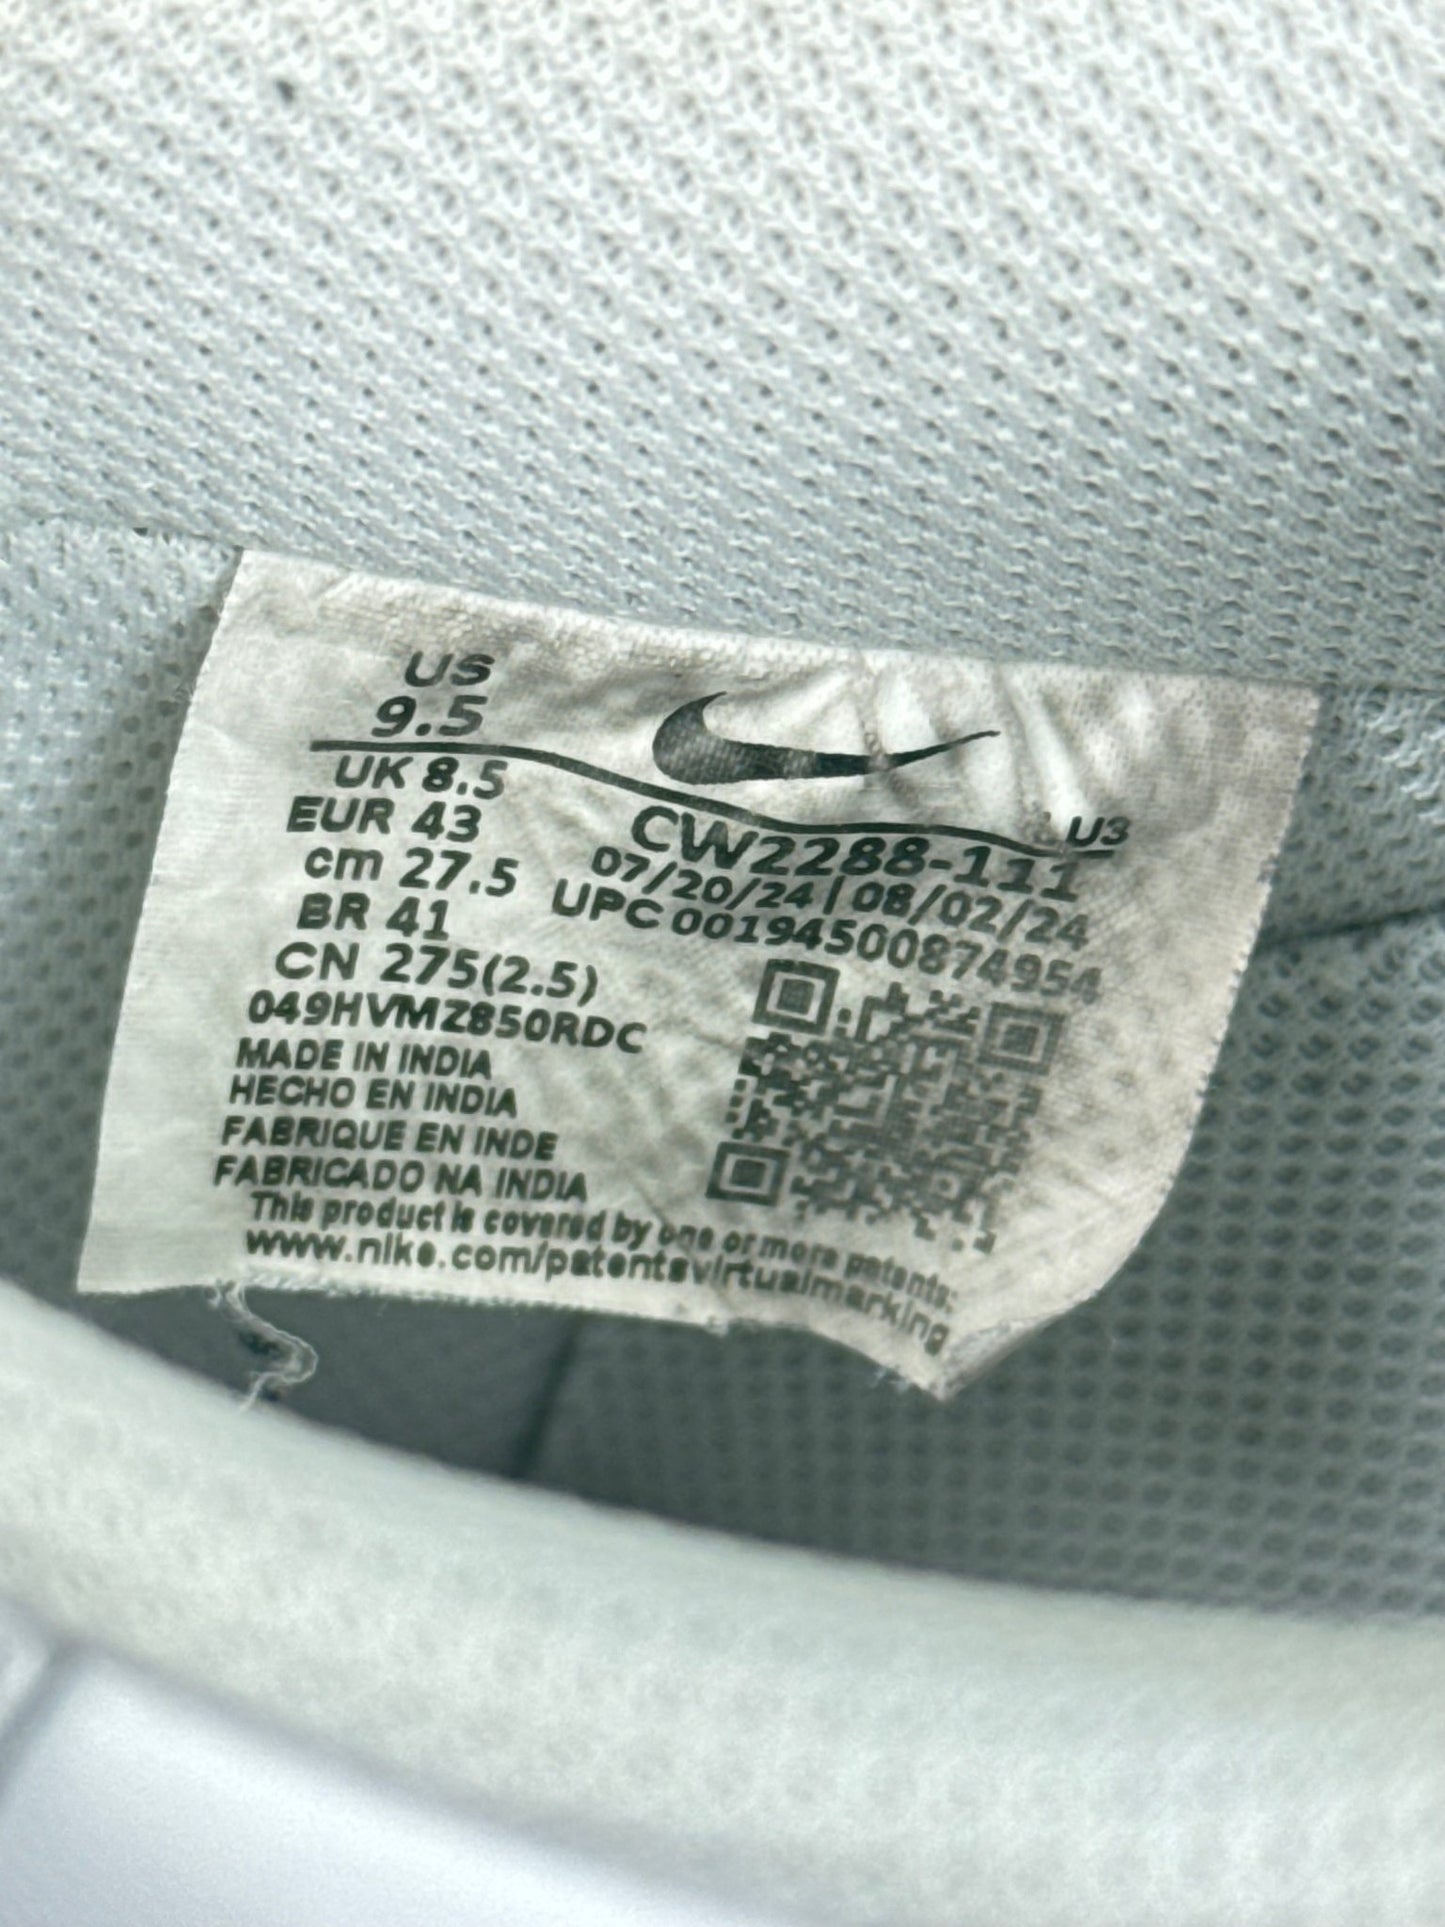 US
9.5
UK 8.5
EUR 43
cm 27.5
BR 41
CN 275(2.5)
049HVMZ850RDC
MADE IN INDIA
HECHO EN INDIA
FABRIQUE EN INDE
FABRICADO NA INDIA
This product is covered by one or more patents:
www.nike.com/patentsvirtualmarking
U3
CW2288-111
07/20/24 | 08/02/24
UPC 00194500874954